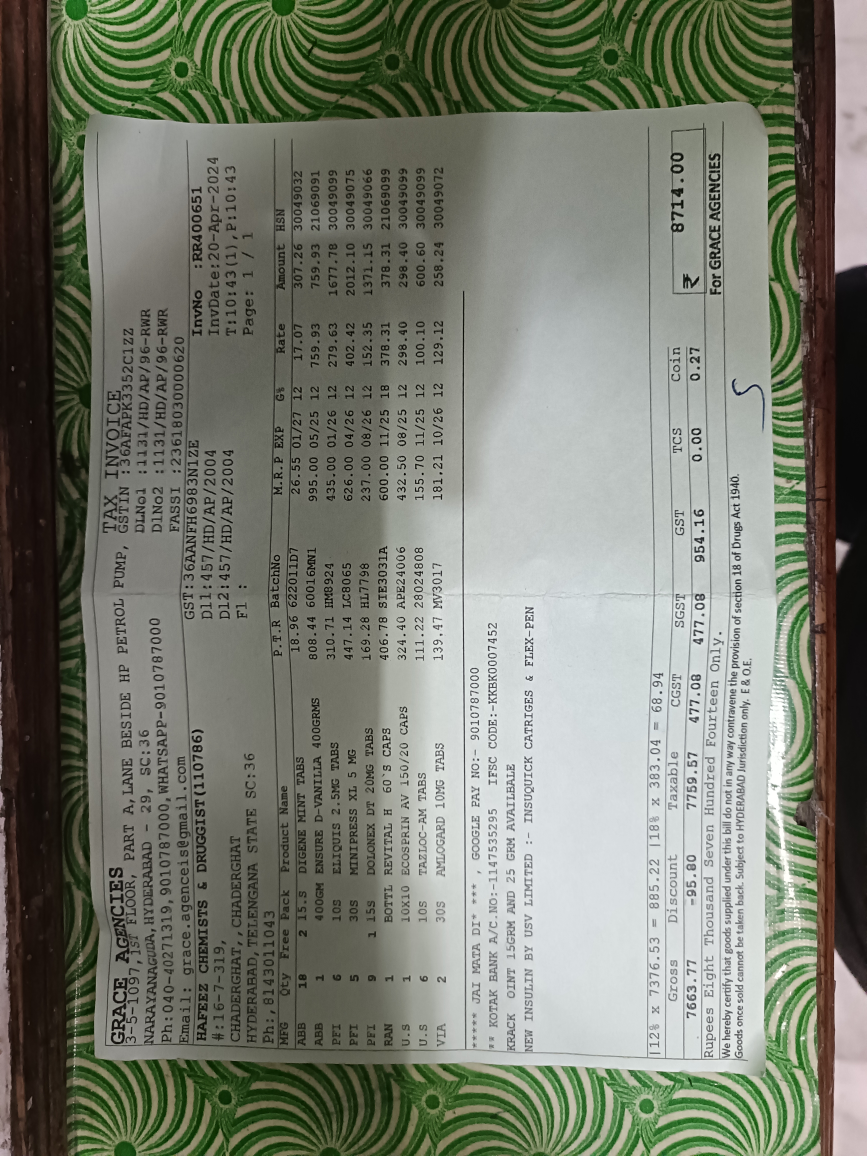 TAX INVOICE
GRACE AGENCIES
3-5-1097,1ST FLOOR, PART A,LANE BESIDE HP PETROL PUMP,
NARAYANAGUDA,HYDERABAD - 29, SC:36
Ph:040-40271319,9010787000,WHATSAPP-9010787000
Email: grace.agenceis@gmail.com
GSTIN :36AFAPK3352C1ZZ
DLNo1 :1131/HD/AP/96-RWR
DlNo2 :1131/HD/AP/96-RWR
FASSI :23618030000620
HAFEEZ CHEMISTS & DRUGGIST(110786)
#:16-7-319,
CHADERGHAT,,CHADERGHAT
HYDERABAD,TELENGANA STATE SC:36
Ph:,8143011043
GST:36AANFH6983N1ZE
D11:457/HD/AP/2004
D12:457/HD/AP/2004
Fl :
InvNo :RR400651
InvDate:20-Apr-2024
T:10:43(1),P:10:43
Page: 1 / 1
MFG Qty Free Pack Product Name P.T.R BatchNo M.R.P EXP G% Rate Amount HSN
ABB 18 2 15.S DIGENE MINT TABS 18.96 622011D7 26.55 01/27 12 17.07 307.26 30049032
ABB 1 400GM ENSURE D-VANILLA 400GRMS 808.44 60016MN1 995.00 05/25 12 759.93 759.93 21069091
PFI 6 10S ELIQUIS 2.5MG TABS 310.71 HM8924 435.00 01/26 12 279.63 1677.78 30049099
PFI 5 30S MINIPRESS XL 5 MG 447.14 LC8065 626.00 04/26 12 402.42 2012.10 30049075
PFI 9 1 15S DOLONEX DT 20MG TABS 169.28 HL7798 237.00 08/26 12 152.35 1371.15 30049066
RAN 1 BOTTL REVITAL H 60`S CAPS 406.78 SIE3031A 600.00 11/25 18 378.31 378.31 21069099
U.S 1 10X10 ECOSPRIN AV 150/20 CAPS 324.40 APE24006 432.50 08/25 12 298.40 298.40 30049099
U.S 6 10S TAZLOC-AM TABS 111.22 28024808 155.70 11/25 12 100.10 600.60 30049099
VIA 2 30S AMLOGARD 10MG TABS 139.47 MV3017 181.21 10/26 12 129.12 258.24 30049072
***** JAI MATA DI* *** , GOOGLE PAY NO:- 9010787000
** KOTAK BANK A/C.NO:-1147535295 IFSC CODE:-KKBK0007452
KRACK OINT 15GRM AND 25 GRM AVAILBALE
NEW INSULIN BY USV LIMITED :- INSUQUICK CATRIGES & FLEX-PEN
|12% x 7376.53 = 885.22 |18% x 383.04 = 68.94
Gross Discount Taxable CGST SGST GST TCS Coin
7663.77 -95.80 7759.57 477.08 477.08 954.16 0.00 0.27
₹ 8714.00
Rupees Eight Thousand Seven Hundred Fourteen Only.
We hereby certify that goods supplied under this bill do not in any way contravene the provision of section 18 of Drugs Act 1940.
Goods once sold cannot be taken back. Subject to HYDERABAD Jurisdiction only. E & O.E.
For GRACE AGENCIES